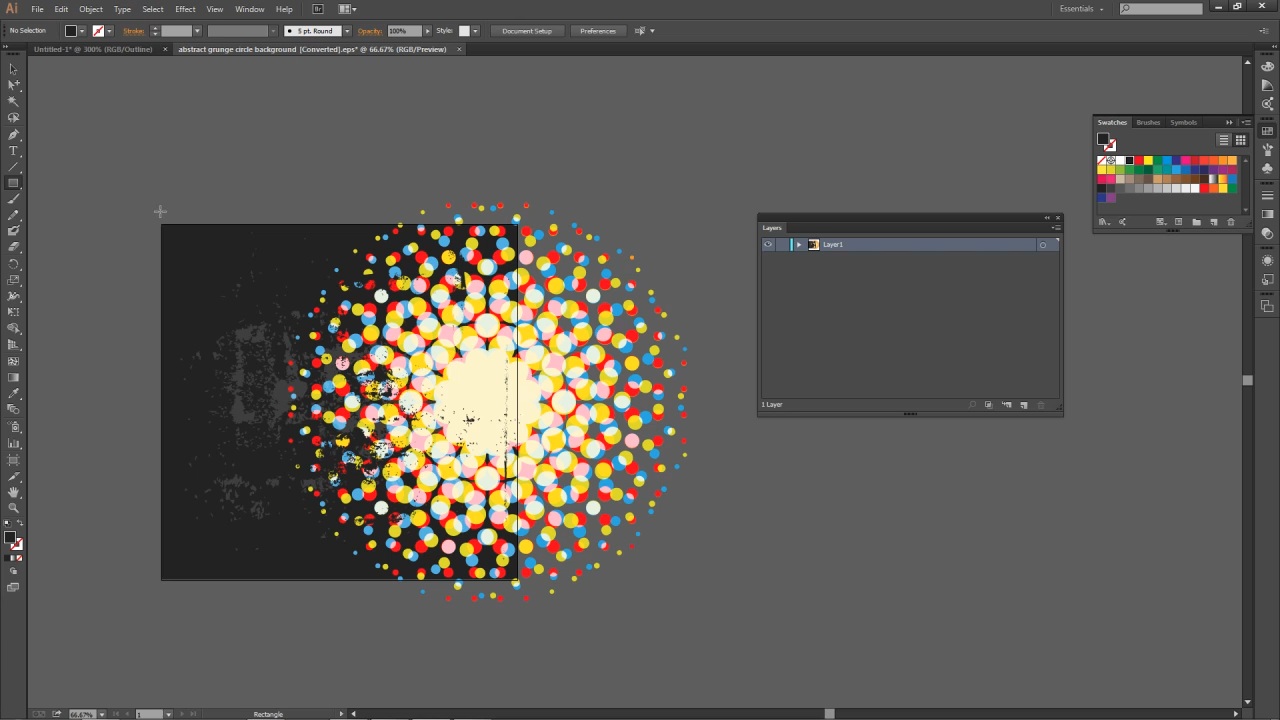 Ai File Edit Object Type Select Effect View Window Help Br Essentials
No Selection Stroke: 5 pt. Round Opacity: 100% Style: Document Setup Preferences
Untitled-1* @ 300% (RGB/Outline) × abstract grunge circle background [Converted].eps* @ 66.67% (RGB/Preview) ×
Swatches Brushes Symbols
Layers
Layer1
1 Layer
66.67% 1 Rectangle